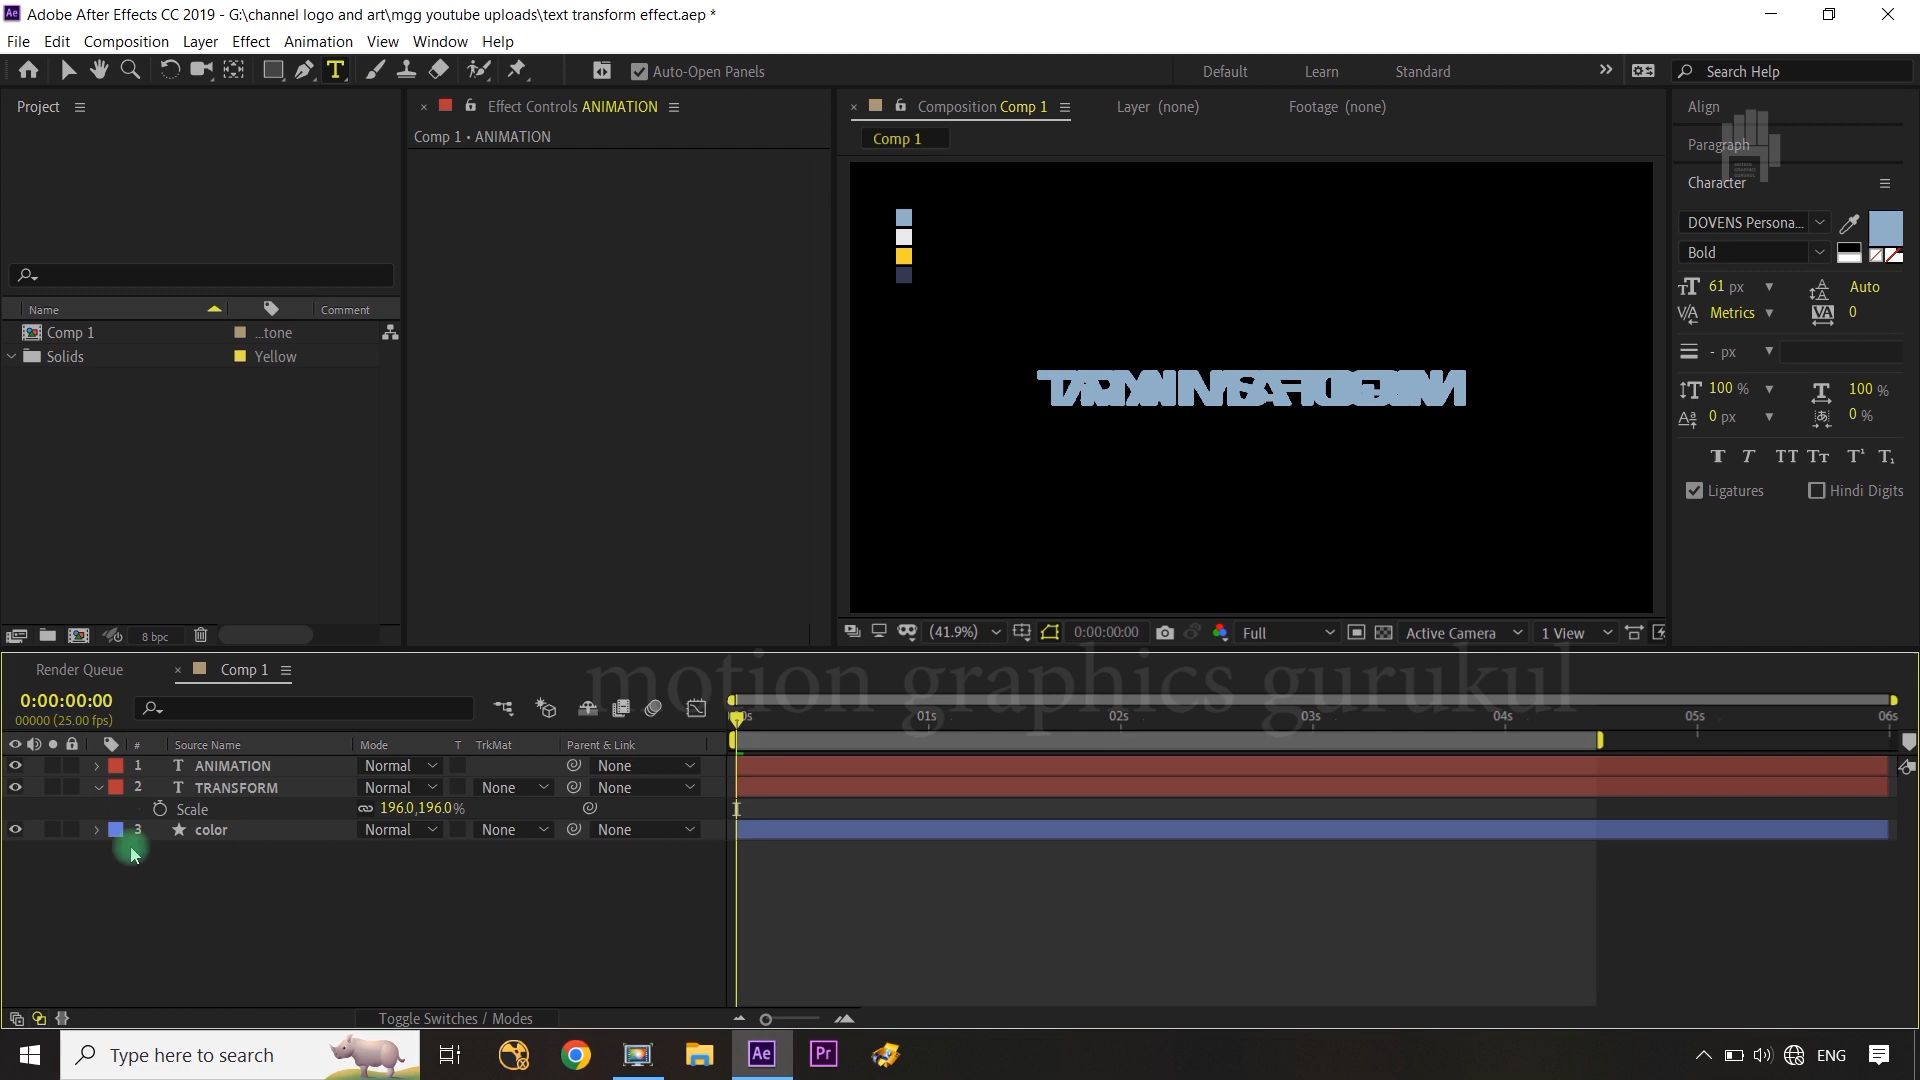 Adobe After Effects CC 2019 - G:\channel logo and art\mgg youtube uploads\text transform effect.aep *
File Edit Composition Layer Effect Animation View Window Help
Auto-Open Panels Default Learn Standard Search Help
Project Effect Controls ANIMATION Composition Comp 1 Layer (none) Footage (none) Align
Comp 1 • ANIMATION Comp 1 Paragraph
Character
DOVENS Persona...
Bold
61 px Auto
Metrics 0
- px
100 % 100 %
0 px 0 %
T T TT Tt T¹ T₁
Ligatures Hindi Digits
Name Comment
Comp 1 ...tone
Solids Yellow
8 bpc (41.9%) 0:00:00:00 Full Active Camera 1 View
motion graphics gurukul
Render Queue Comp 1
0:00:00:00
00000 (25.00 fps)
01s 02s 03s 04s 05s 06s
# Source Name Mode T TrkMat Parent & Link
1 T ANIMATION Normal None
2 T TRANSFORM Normal None None
Scale 196.0,196.0%
3 color Normal None None
Toggle Switches / Modes
Type here to search Ae Pr ENG